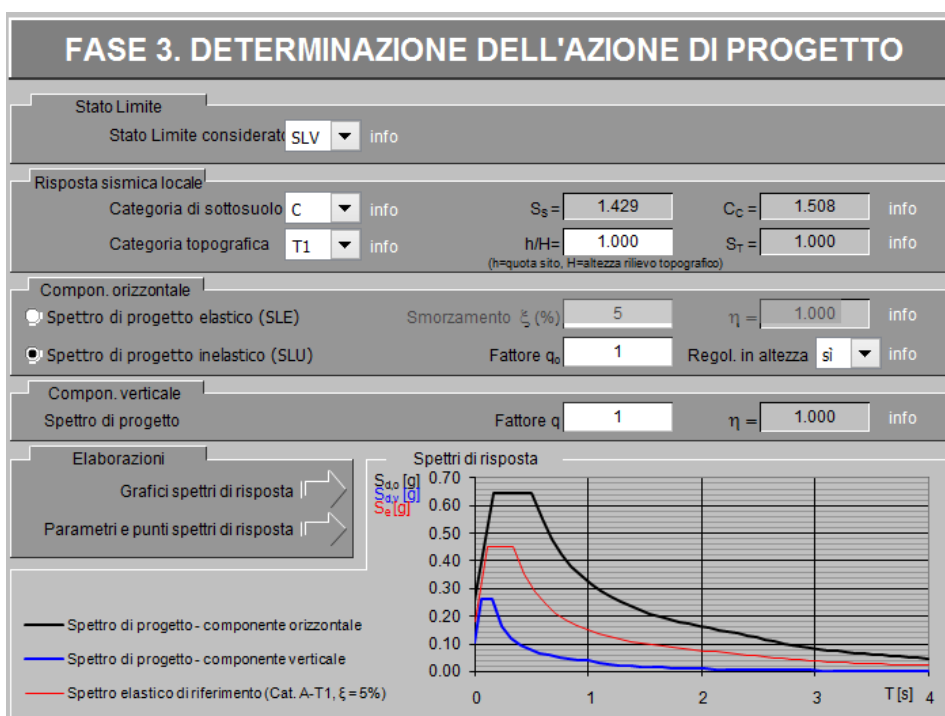 FASE 3. DETERMINAZIONE DELL'AZIONE DI PROGETTO
Stato Limite
Stato Limite considerato SLV info
Risposta sismica locale
Categoria di sottosuolo C info S_S = 1.429 C_C = 1.508 info
Categoria topografica T1 info h/H= 1.000 S_T = 1.000 info
(h=quota sito, H=altezza rilievo topografico)
Compon. orizzontale
Spettro di progetto elastico (SLE) Smorzamento ξ (%) 5 η = 1.000 info
Spettro di progetto inelastico (SLU) Fattore q_o 1 Regol. in altezza sì info
Compon. verticale
Spettro di progetto Fattore q 1 η = 1.000 info
Elaborazioni
Grafici spettri di risposta
Parametri e punti spettri di risposta
Spettri di risposta
S_d,o [g]
S_d,v [g]
S_e [g]
0.70
0.60
0.50
0.40
0.30
0.20
0.10
0.00
0 1 2 3 T [s] 4
Spettro di progetto - componente orizzontale
Spettro di progetto - componente verticale
Spettro elastico di riferimento (Cat. A-T1, ξ = 5%)